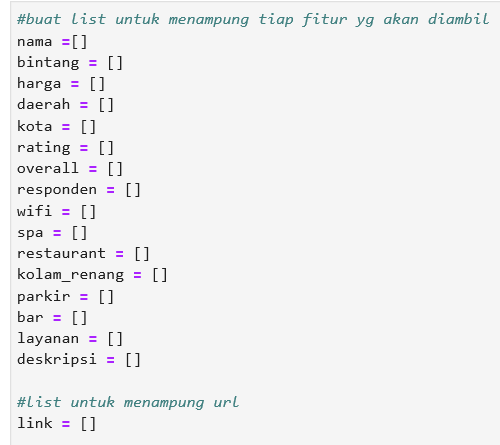 #buat list untuk menampung tiap fitur yg akan diambil
nama =[]
bintang = []
harga = []
daerah = []
kota = []
rating = []
overall = []
responden = []
wifi = []
spa = []
restaurant = []
kolam_renang = []
parkir = []
bar = []
layanan = []
deskripsi = []
#list untuk menampung url
link = []